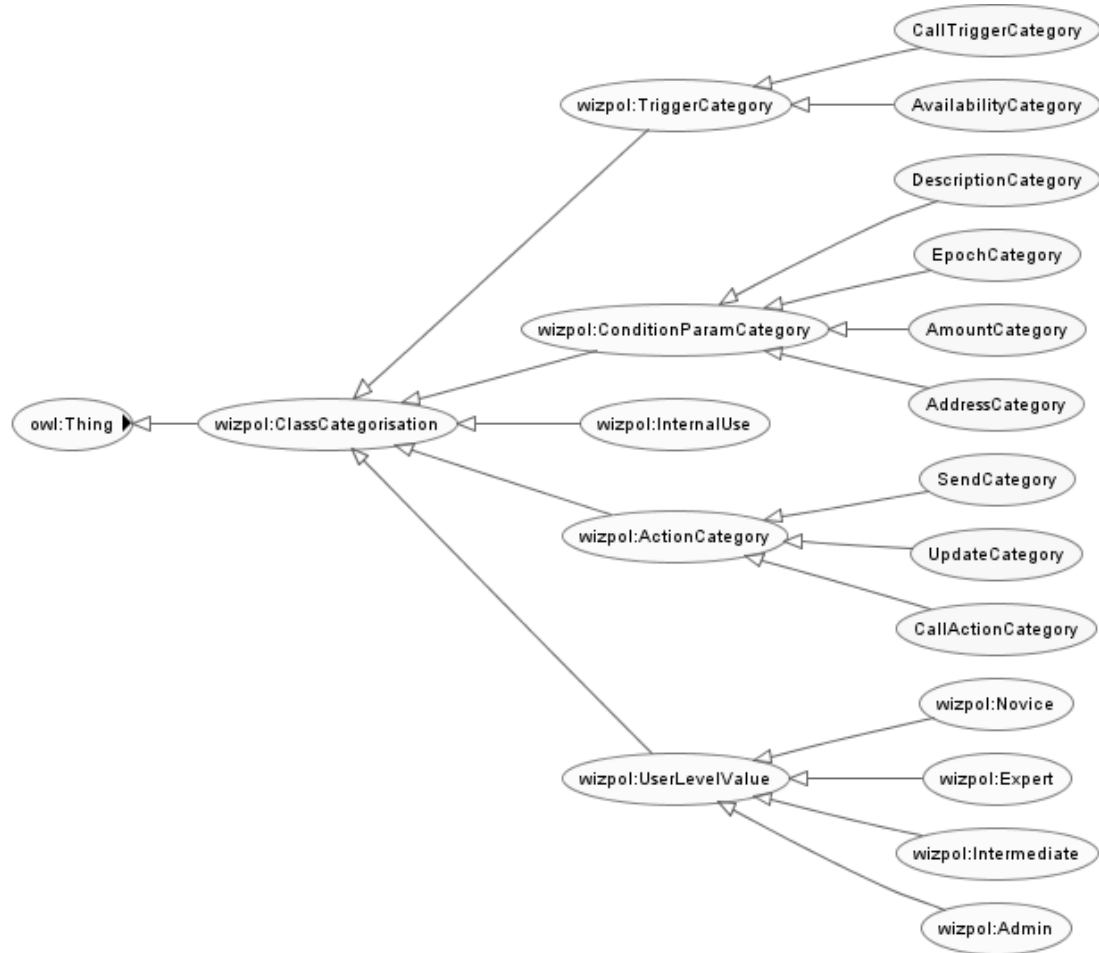 CallTriggerCategory
wizpol:TriggerCategory
AvailabilityCategory
DescriptionCategory
EpochCategory
wizpol:ConditionParamCategory
AmountCategory
AddressCategory
owl:Thing
wizpol:ClassCategorisation
wizpol:InternalUse
SendCategory
wizpol:ActionCategory
UpdateCategory
CallActionCategory
wizpol:Novice
wizpol:UserLevelValue
wizpol:Expert
wizpol:Intermediate
wizpol:Admin